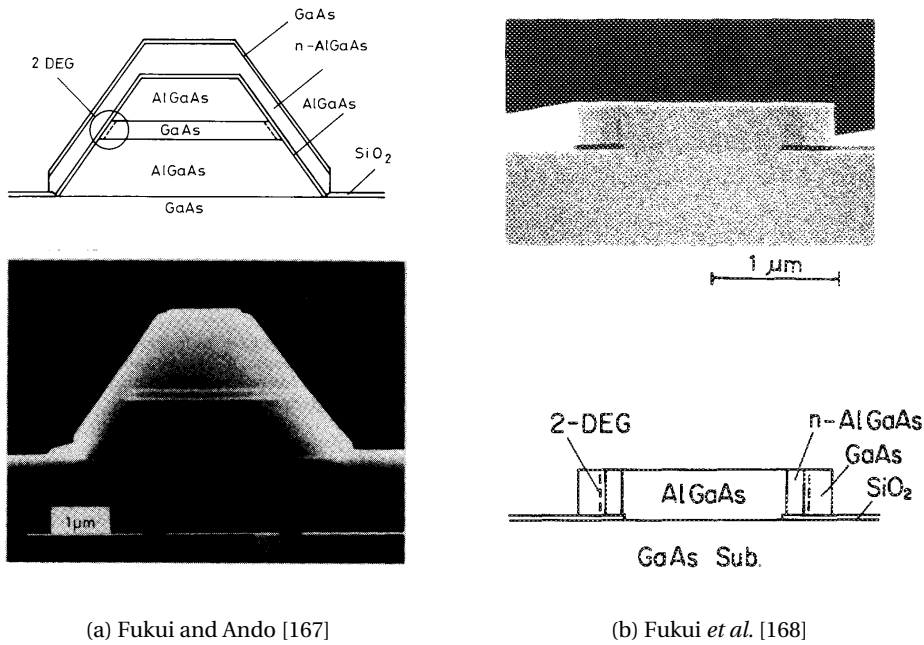 GaAs
n-AlGaAs
2 DEG
AlGaAs
AlGaAs
GaAs
SiO₂
AlGaAs
GaAs
1μm
1 μm
2-DEG
n-AlGaAs
GaAs
AlGaAs
SiO₂
GaAs Sub.
(a) Fukui and Ando [167]
(b) Fukui et al. [168]